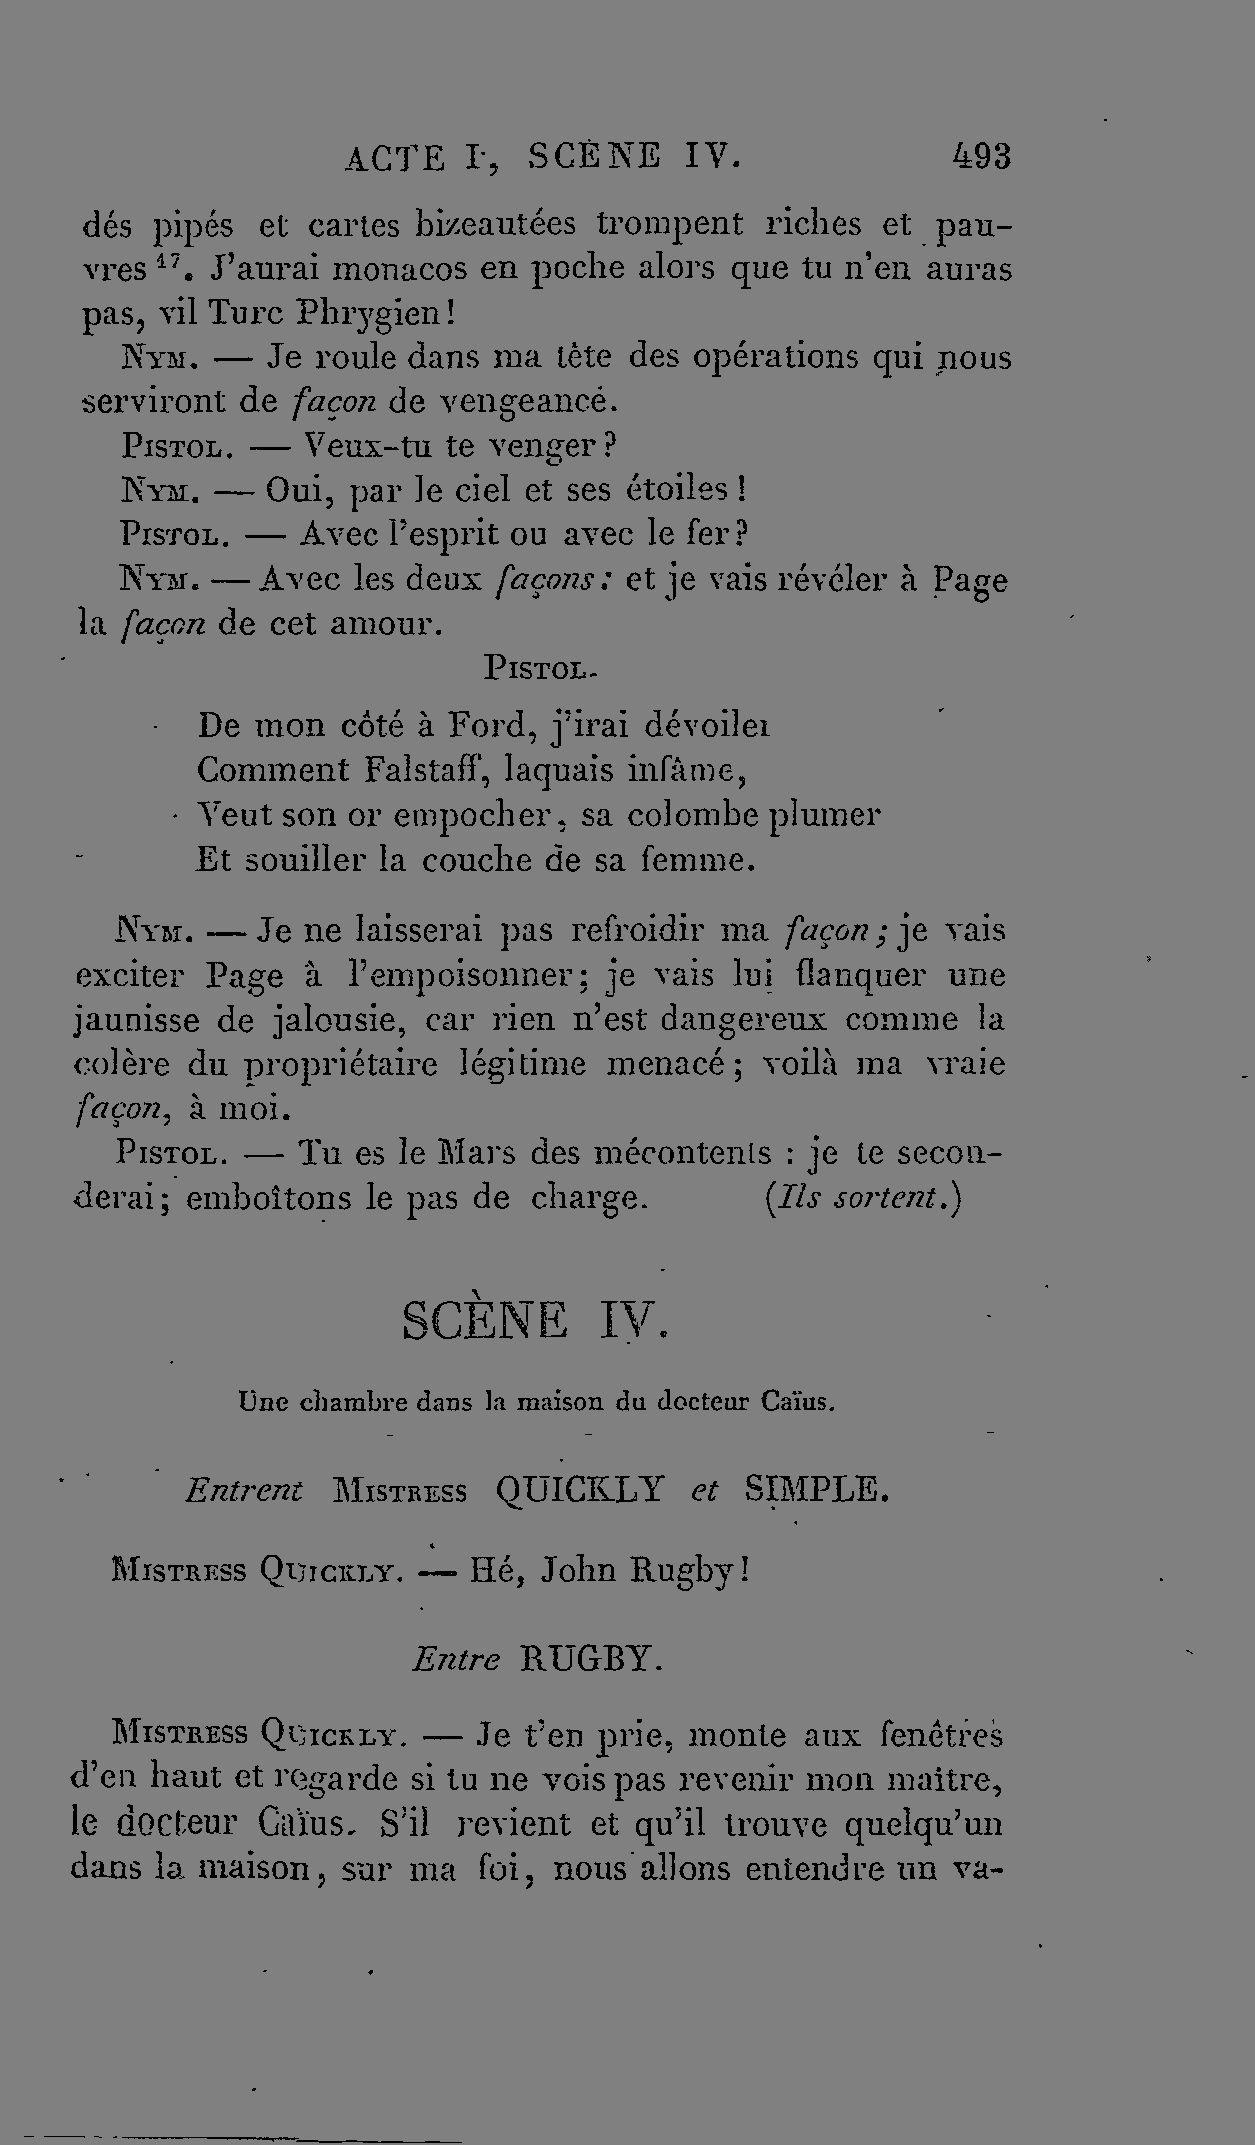 ACTE I, SCÈNE IV. 493
dés pipés et cartes bizeautées trompent riches et pau-
vres ¹⁷. J'aurai monacos en poche alors que tu n'en auras
pas, vil Turc Phrygien!
NYM. — Je roule dans ma tête des opérations qui nous
serviront de façon de vengeance.
PISTOL. — Veux-tu te venger?
NYM. — Oui, par le ciel et ses étoiles!
PISTOL. — Avec l'esprit ou avec le fer?
NYM. — Avec les deux façons: et je vais révéler à Page
la façon de cet amour.
PISTOL.
De mon côté à Ford, j'irai dévoiler
Comment Falstaff, laquais infâme,
Veut son or empocher, sa colombe plumer
Et souiller la couche de sa femme.
NYM. — Je ne laisserai pas refroidir ma façon; je vais
exciter Page à l'empoisonner; je vais lui flanquer une
jaunisse de jalousie, car rien n'est dangereux comme la
colère du propriétaire légitime menacé; voilà ma vraie
façon, à moi.
PISTOL. — Tu es le Mars des mécontents : je te secon-
derai; emboîtons le pas de charge. (Ils sortent.)
SCÈNE IV.
Une chambre dans la maison du docteur Caïus.
Entrent MISTRESS QUICKLY et SIMPLE.
MISTRESS QUICKLY. — Hé, John Rugby!
Entre RUGBY.
MISTRESS QUICKLY. — Je t'en prie, monte aux fenêtres
d'en haut et regarde si tu ne vois pas revenir mon maitre,
le docteur Caïus. S'il revient et qu'il trouve quelqu'un
dans la maison, sur ma foi, nous allons entendre un va-